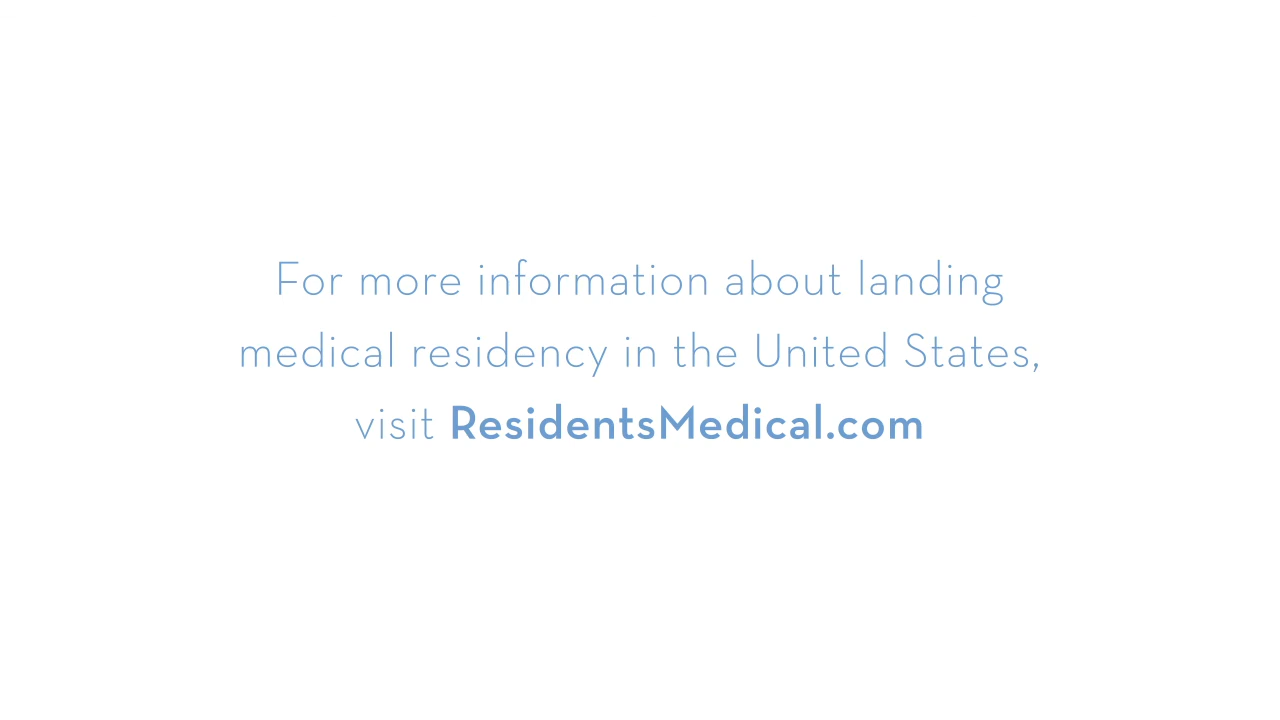 For more information about landing
medical residency in the United States,
visit ResidentsMedical.com